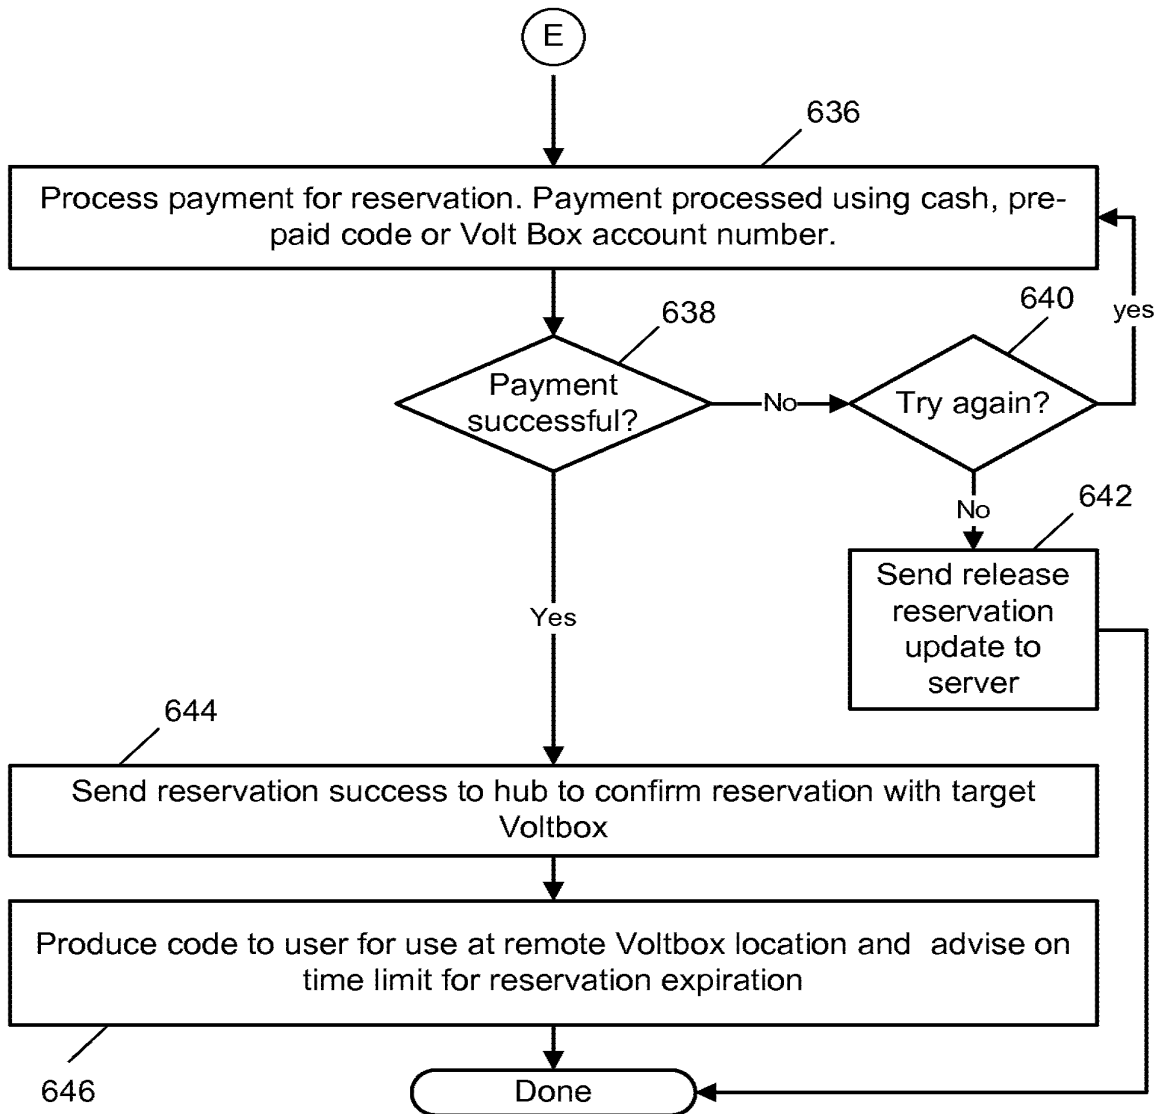 E
636
Process payment for reservation. Payment processed using cash, pre-
paid code or Volt Box account number.
638
640
yes
Payment
successful?
No
Try again?
No
642
Send release
reservation
update to
server
Yes
644
Send reservation success to hub to confirm reservation with target
Voltbox
Produce code to user for use at remote Voltbox location and  advise on
time limit for reservation expiration
646
Done